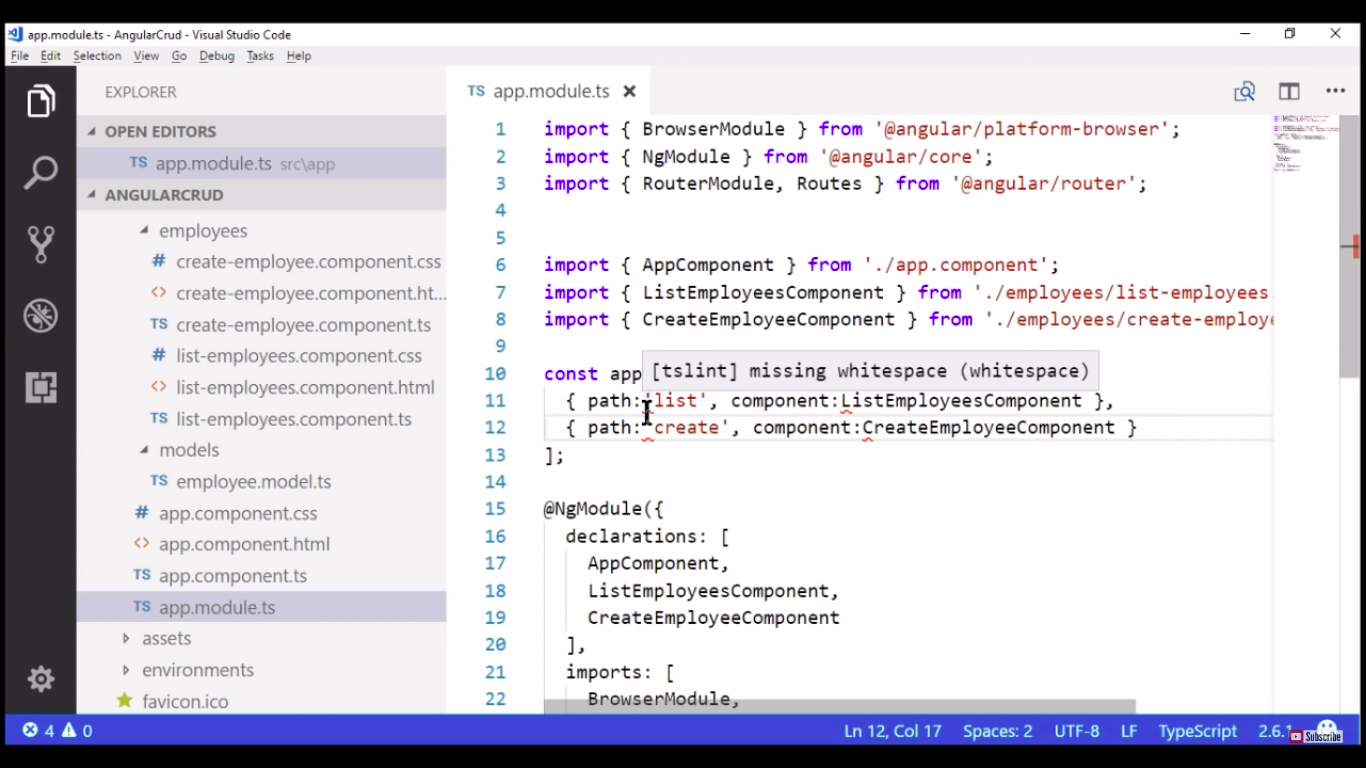 app.module.ts - AngularCrud - Visual Studio Code
File Edit Selection View Go Debug Tasks Help
EXPLORER
OPEN EDITORS
TS app.module.ts src\app
ANGULARCRUD
employees
# create-employee.component.css
<> create-employee.component.ht...
TS create-employee.component.ts
# list-employees.component.css
<> list-employees.component.html
TS list-employees.component.ts
models
TS employee.model.ts
# app.component.css
<> app.component.html
TS app.component.ts
TS app.module.ts
assets
environments
favicon.ico
TS app.module.ts
1 import { BrowserModule } from '@angular/platform-browser';
2 import { NgModule } from '@angular/core';
3 import { RouterModule, Routes } from '@angular/router';
4
5
6 import { AppComponent } from './app.component';
7 import { ListEmployeesComponent } from './employees/list-employees.
8 import { CreateEmployeeComponent } from './employees/create-employe
9
[tslint] missing whitespace (whitespace)
10 const app
11 { path:'list', component:ListEmployeesComponent },
12 { path:'create', component:CreateEmployeeComponent }
13 ];
14
15 @NgModule({
16 declarations: [
17 AppComponent,
18 ListEmployeesComponent,
19 CreateEmployeeComponent
20 ],
21 imports: [
22 BrowserModule,
4 0 Ln 12, Col 17 Spaces: 2 UTF-8 LF TypeScript 2.6.1
Subscribe